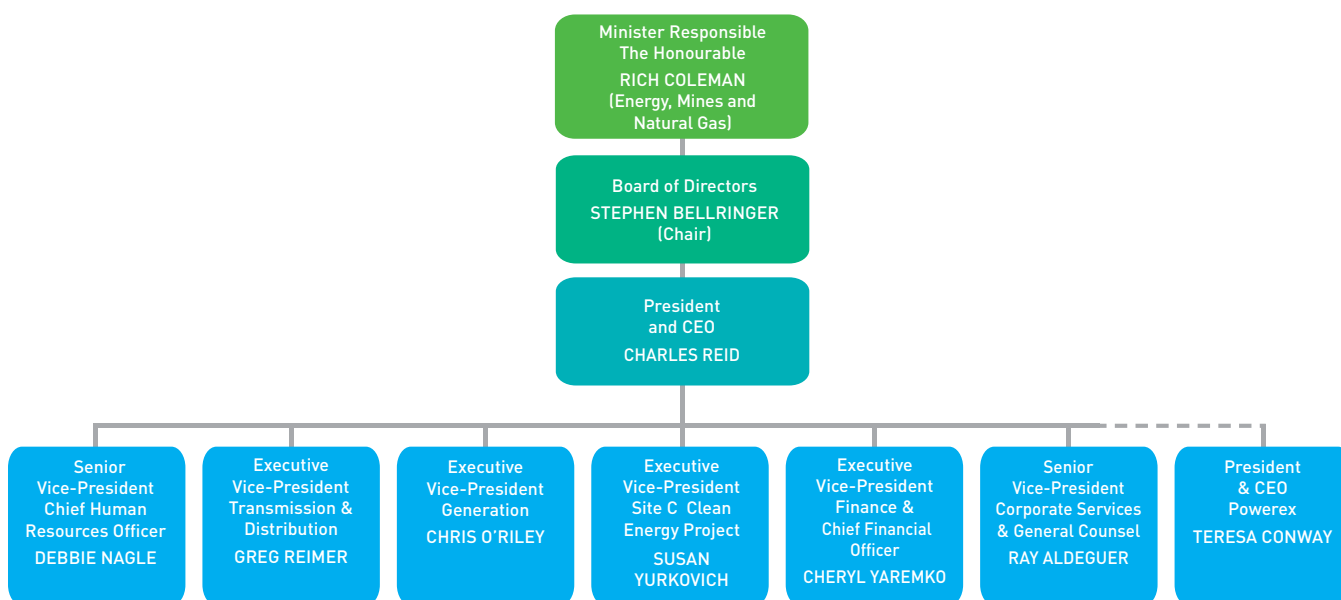 Minister Responsible
The Honourable
RICH COLEMAN
(Energy, Mines and
Natural Gas)
Board of Directors
STEPHEN BELLRINGER
(Chair)
President
and CEO
CHARLES REID
Senior
Vice-President
Chief Human
Resources Officer
DEBBIE NAGLE
Executive
Vice-President
Transmission &
Distribution
GREG REIMER
Executive
Vice-President
Generation
CHRIS O'RILEY
Executive
Vice-President
Site C Clean
Energy Project
SUSAN
YURKOVICH
Executive
Vice-President
Finance &
Chief Financial
Officer
CHERYL YAREMKO
Senior
Vice-President
Corporate Services
& General Counsel
RAY ALDEGUER
President
& CEO
Powerex
TERESA CONWAY